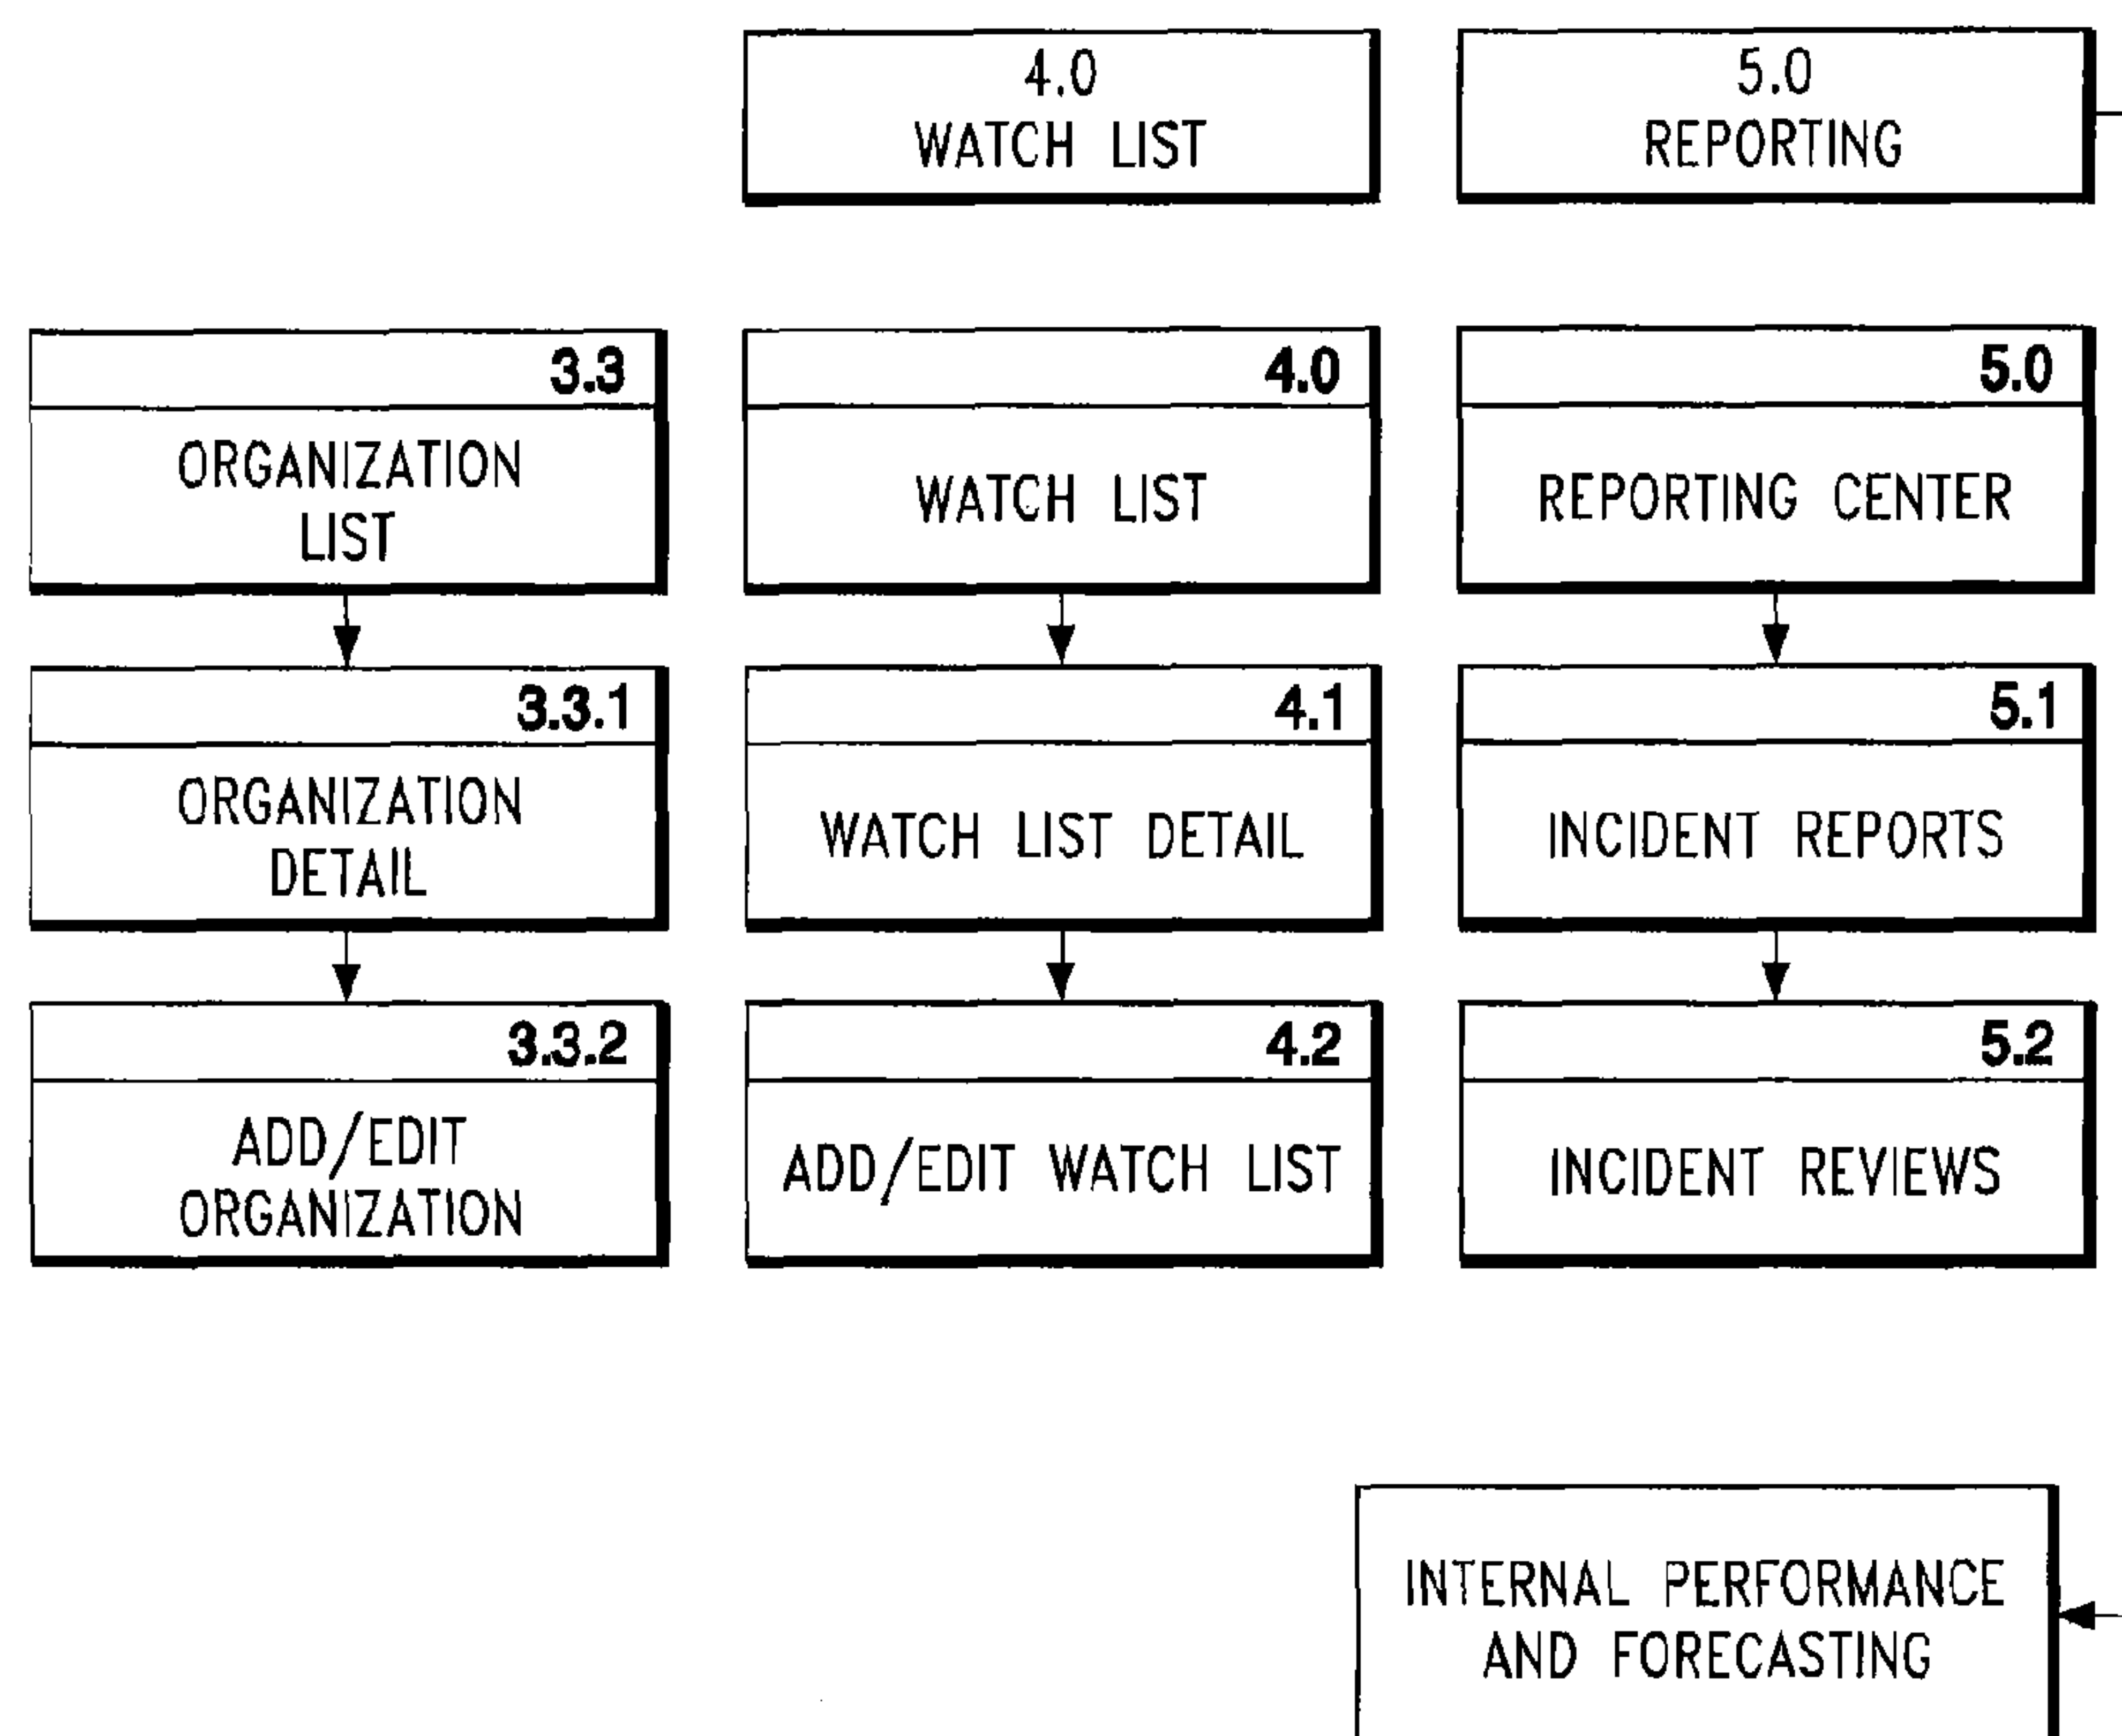 4.0
WATCH LIST
5.0
REPORTING
3.3
ORGANIZATION
LIST
4.0
WATCH LIST
5.0
REPORTING CENTER
3.3.1
ORGANIZATION
DETAIL
4.1
WATCH LIST DETAIL
5.1
INCIDENT REPORTS
3.3.2
ADD/EDIT
ORGANIZATION
4.2
ADD/EDIT WATCH LIST
5.2
INCIDENT REVIEWS
INTERNAL PERFORMANCE
AND FORECASTING